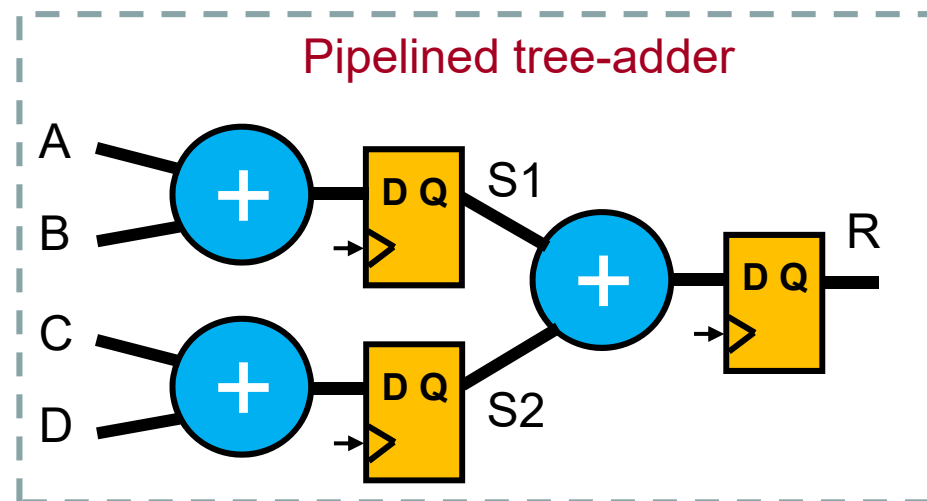 Pipelined tree-adder
A
B
+
D Q
S1
C
D
+
D Q
S2
+
D Q
R